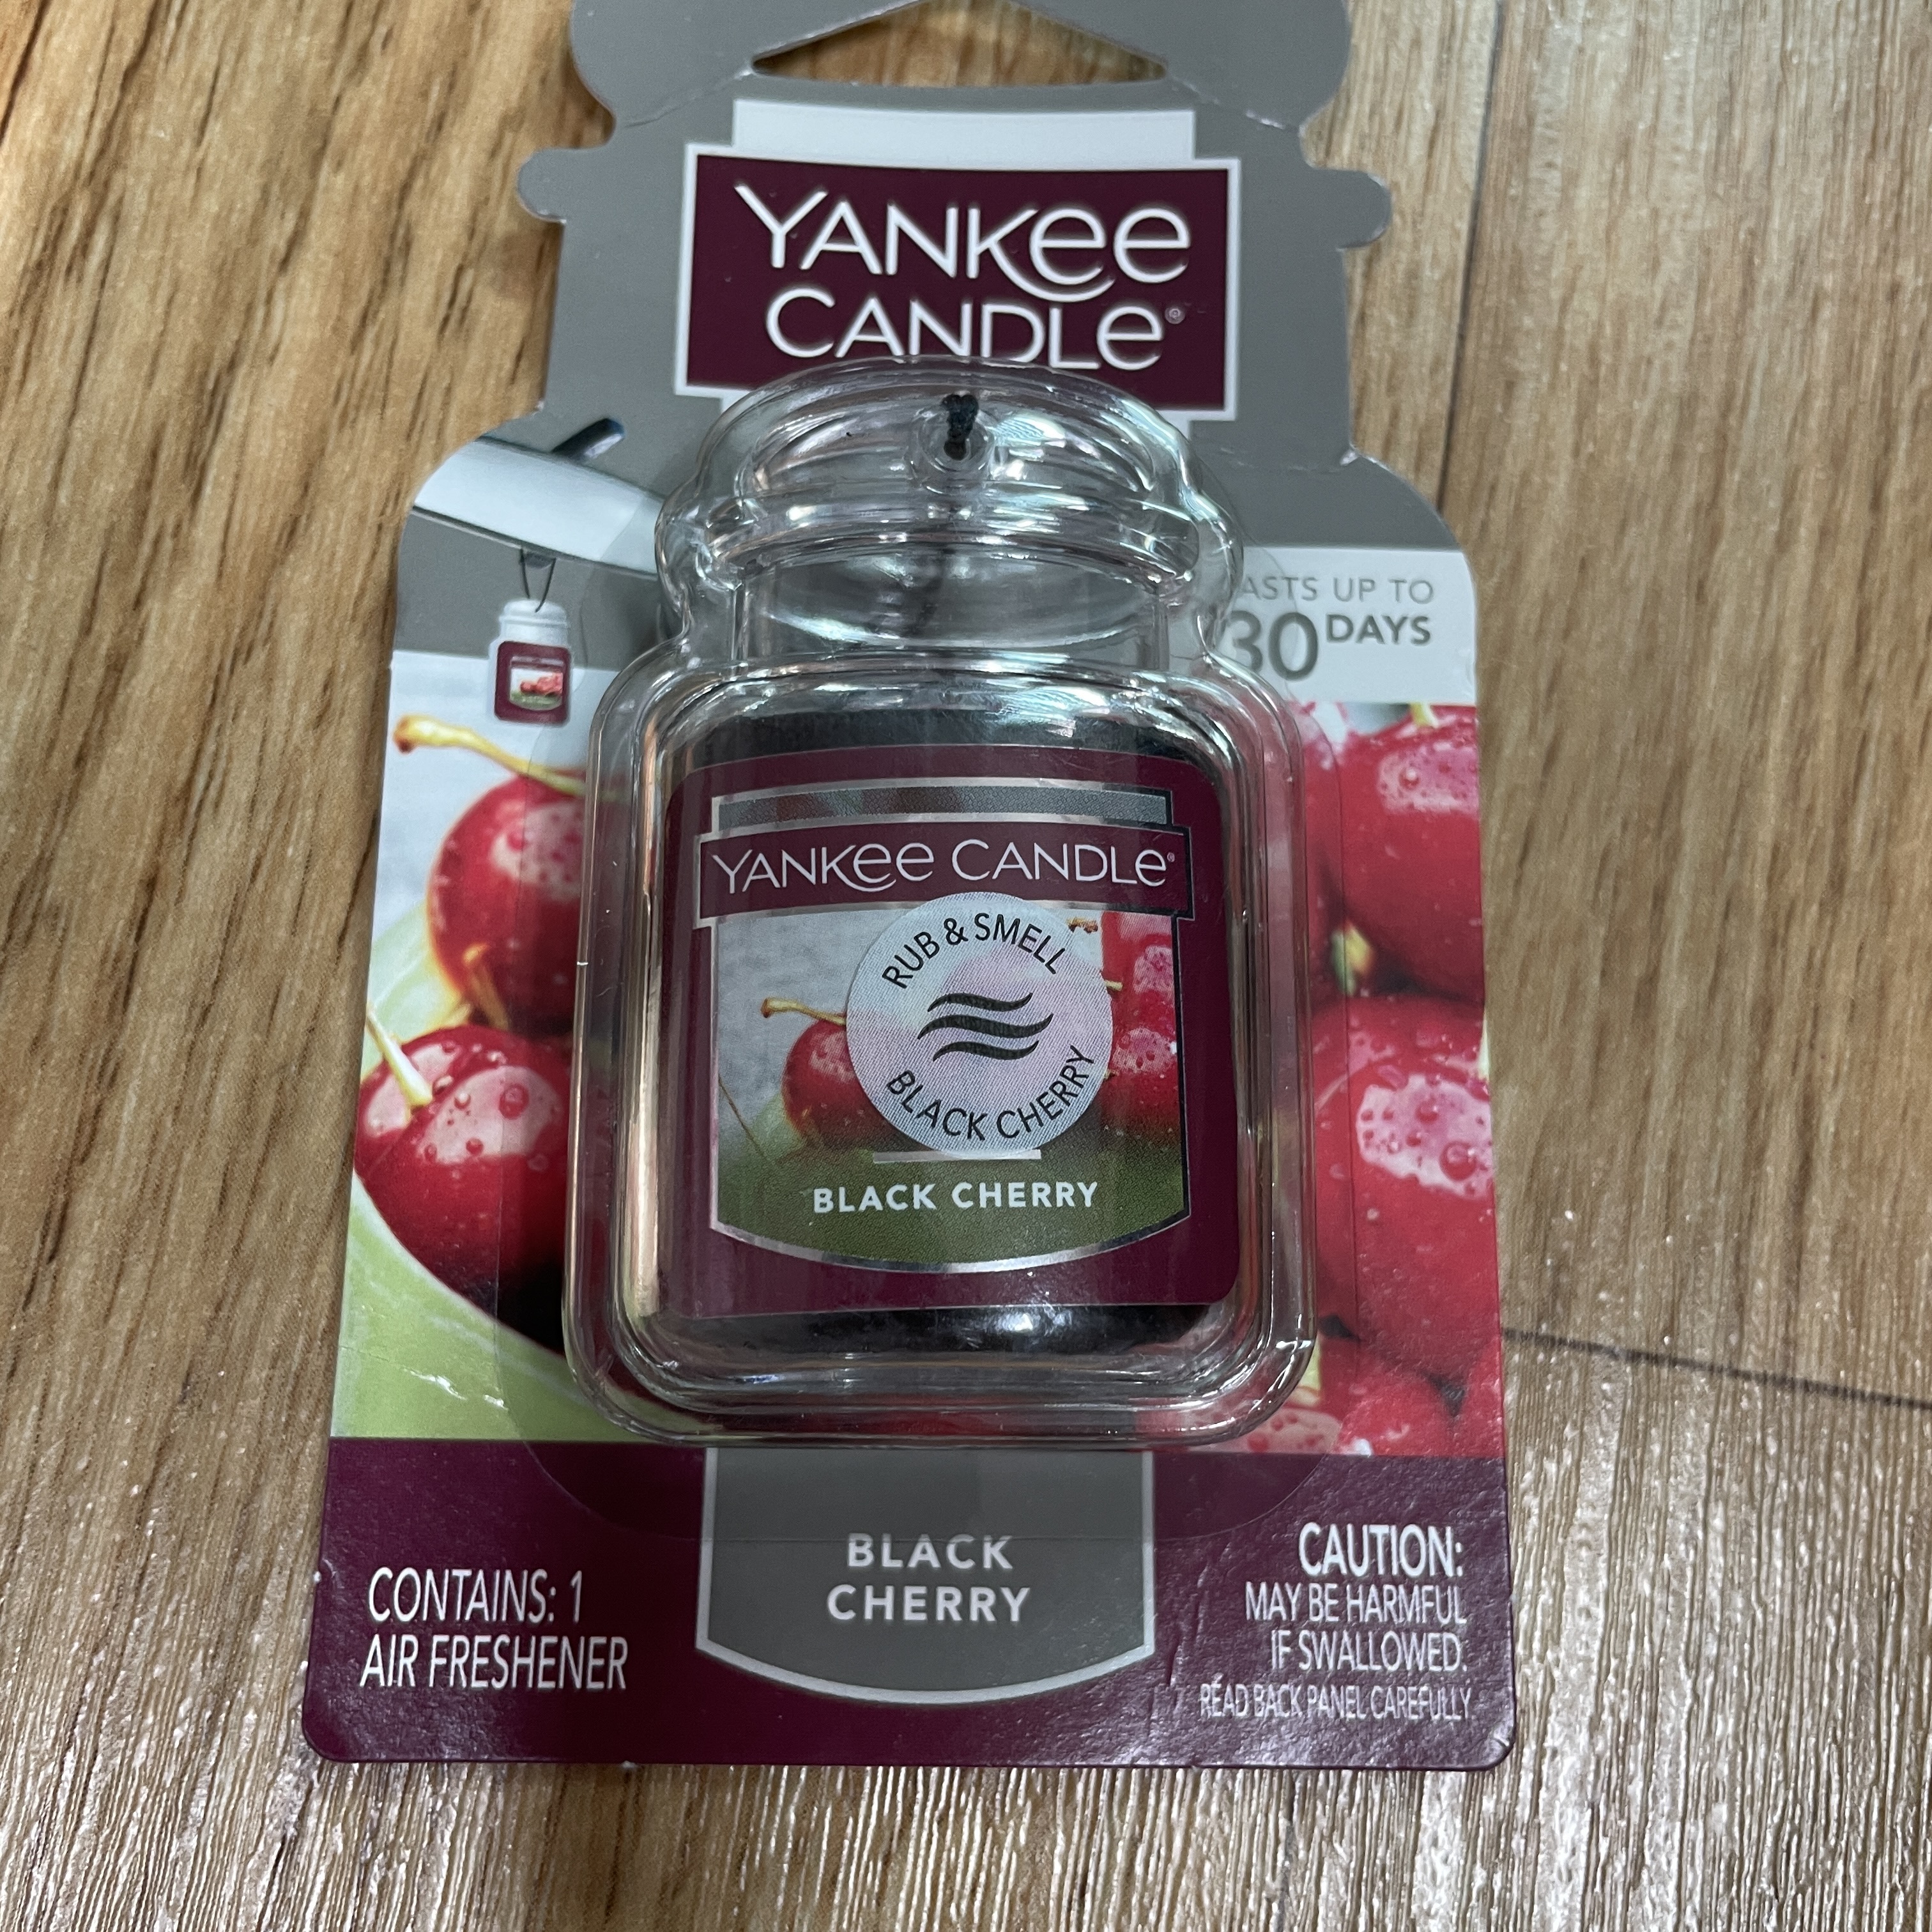 YANKEE
CANDLE®
ASTS UP TO
30 DAYS
YANKEE CANDLE®
RUB & SMELL
BLACK CHERRY
BLACK CHERRY
BLACK
CHERRY
CONTAINS: 1
AIR FRESHENER
CAUTION:
MAY BE HARMFUL
IF SWALLOWED.
READ BACK PANEL CAREFULLY